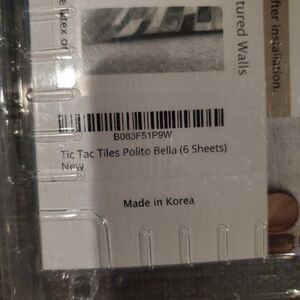 tured Walls
fter installation.
B083F51P9W
Tic Tac Tiles Polito Bella (6 Sheets)
New
Made in Korea